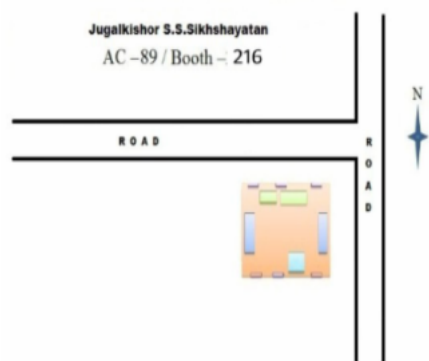 Jugalkishor S.S.Sikhshayatan
AC –89 / Booth – 216
N
ROAD
ROAD